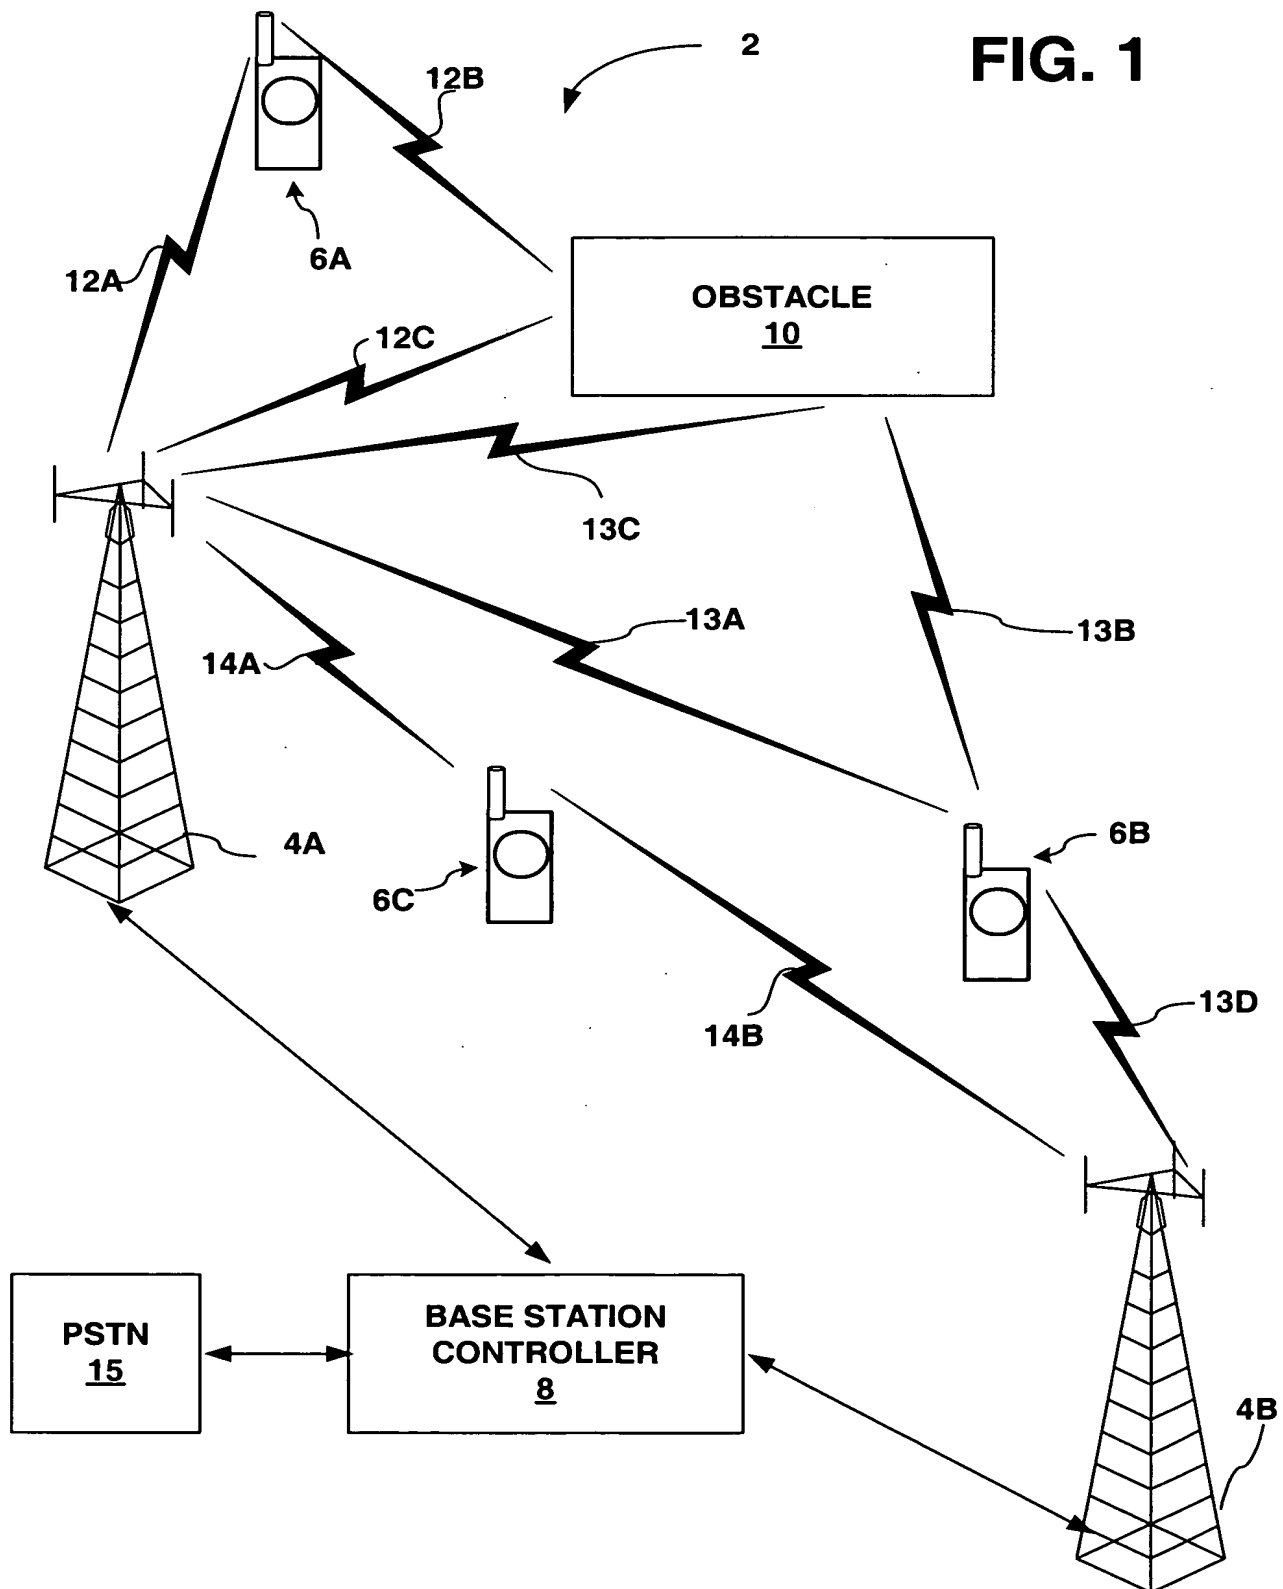 2
FIG. 1
12B
6A
12A
OBSTACLE
10
12C
13C
13A
13B
14A
4A
6B
6C
13D
14B
PSTN
15
BASE STATION
CONTROLLER
8
4B